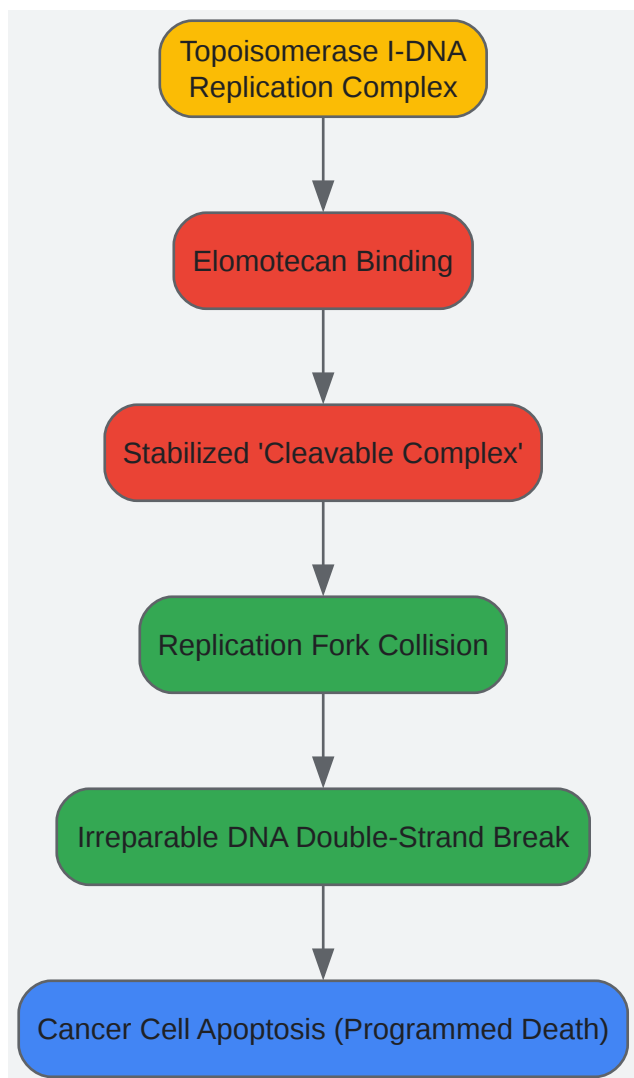 Topoisomerase I-DNA
Replication Complex
Elomotecan Binding
Stabilized 'Cleavable Complex'
Replication Fork Collision
Irreparable DNA Double-Strand Break
Cancer Cell Apoptosis (Programmed Death)